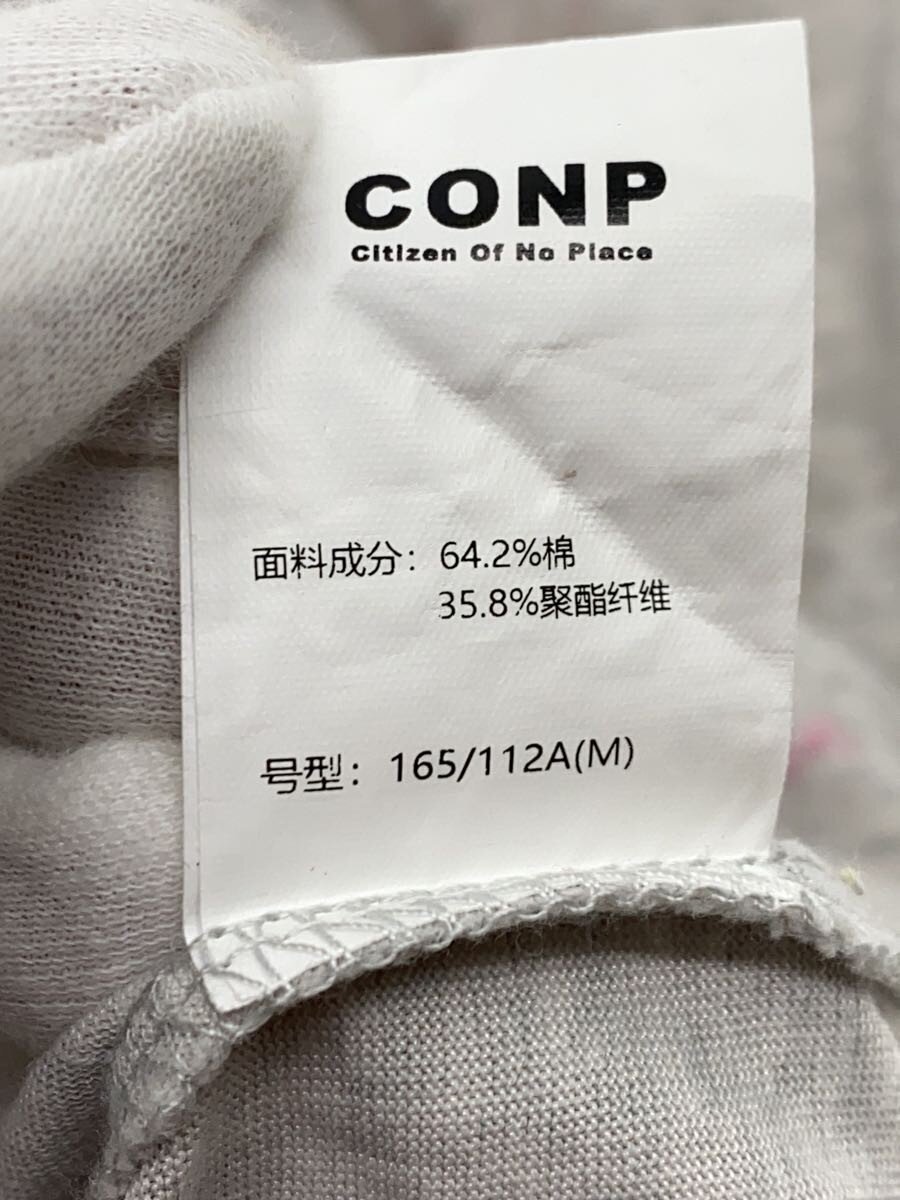 CONP
Citizen Of No Place
面料成分：64.2%棉
35.8%聚酯纤维
号型：165/112A(M)